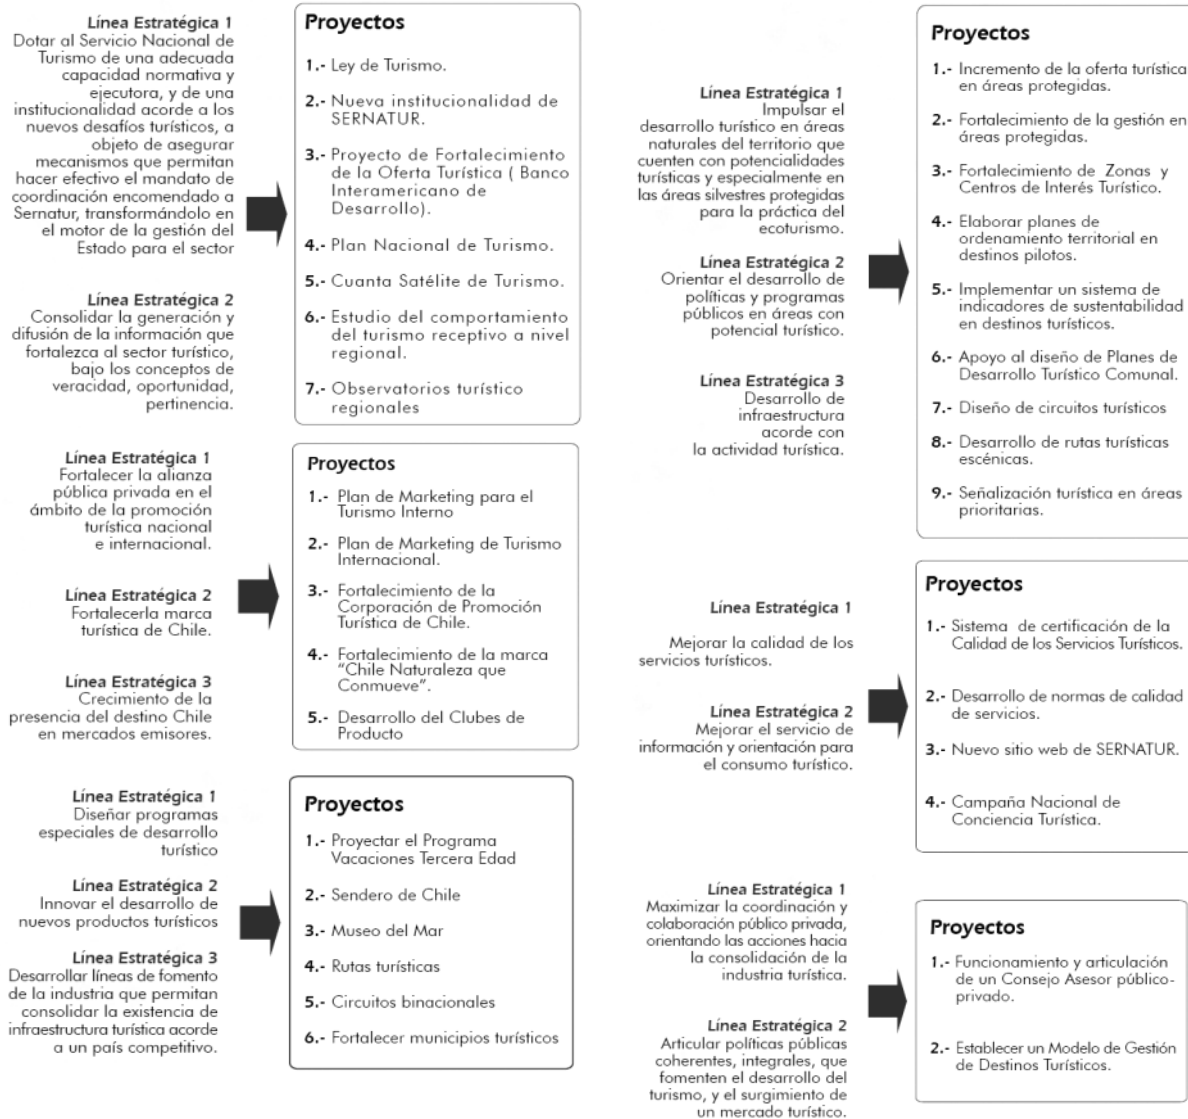 Línea Estratégica 1
Dotar al Servicio Nacional de
Turismo de una adecuada
capacidad normativa y
ejecutora, y de una
institucionalidad acorde a los
nuevos desafíos turísticos, a
objeto de asegurar
mecanismos que permitan
hacer efectivo el mandato de
coordinación encomendado a
Sernatur, transformándolo en
el motor de la gestión del
Estado para el sector
Línea Estratégica 2
Consolidar la generación y
difusión de la información que
fortalezca al sector turístico,
bajo los conceptos de
veracidad, oportunidad,
pertinencia.
Proyectos
1.- Ley de Turismo.
2.- Nueva institucionalidad de
SERNATUR.
3.- Proyecto de Fortalecimiento
de la Oferta Turística ( Banco
Interamericano de
Desarrollo).
4.- Plan Nacional de Turismo.
5.- Cuanta Satélite de Turismo.
6.- Estudio del comportamiento
del turismo receptivo a nivel
regional.
7.- Observatorios turístico
regionales
Línea Estratégica 1
Fortalecer la alianza
pública privada en el
ámbito de la promoción
turística nacional
e internacional.
Línea Estratégica 2
Fortalecerla marca
turística de Chile.
Línea Estratégica 3
Crecimiento de la
presencia del destino Chile
en mercados emisores.
Proyectos
1.- Plan de Marketing para el
Turismo Interno
2.- Plan de Marketing de Turismo
Internacional.
3.- Fortalecimiento de la
Corporación de Promoción
Turística de Chile.
4.- Fortalecimiento de la marca
“Chile Naturaleza que
Conmueve”.
5.- Desarrollo del Clubes de
Producto
Línea Estratégica 1
Diseñar programas
especiales de desarrollo
turístico
Línea Estratégica 2
Innovar el desarrollo de
nuevos productos turísticos
Línea Estratégica 3
Desarrollar líneas de fomento
de la industria que permitan
consolidar la existencia de
infraestructura turística acorde
a un país competitivo.
Proyectos
1.- Proyectar el Programa
Vacaciones Tercera Edad
2.- Sendero de Chile
3.- Museo del Mar
4.- Rutas turísticas
5.- Circuitos binacionales
6.- Fortalecer municipios turísticos
Línea Estratégica 1
Impulsar el
desarrollo turístico en áreas
naturales del territorio que
cuenten con potencialidades
turísticas y especialmente en
las áreas silvestres protegidas
para la práctica del
ecoturismo.
Línea Estratégica 2
Orientar el desarrollo de
políticas y programas
públicos en áreas con
potencial turístico.
Línea Estratégica 3
Desarrollo de
infraestructura
acorde con
la actividad turística.
Proyectos
1.- Incremento de la oferta turística
en áreas protegidas.
2.- Fortalecimiento de la gestión en
áreas protegidas.
3.- Fortalecimiento de Zonas y
Centros de Interés Turístico.
4.- Elaborar planes de
ordenamiento territorial en
destinos pilotos.
5.- Implementar un sistema de
indicadores de sustentabilidad
en destinos turísticos.
6.- Apoyo al diseño de Planes de
Desarrollo Turístico Comunal.
7.- Diseño de circuitos turísticos
8.- Desarrollo de rutas turísticas
escénicas.
9.- Señalización turística en áreas
prioritarias.
Línea Estratégica 1
Mejorar la calidad de los
servicios turísticos.
Línea Estratégica 2
Mejorar el servicio de
información y orientación para
el consumo turístico.
Proyectos
1.- Sistema de certificación de la
Calidad de los Servicios Turísticos.
2.- Desarrollo de normas de calidad
de servicios.
3.- Nuevo sitio web de SERNATUR.
4.- Campaña Nacional de
Conciencia Turística.
Línea Estratégica 1
Maximizar la coordinación y
colaboración público privada,
orientando las acciones hacia
la consolidación de la
industria turística.
Línea Estratégica 2
Articular políticas públicas
coherentes, integrales, que
fomenten el desarrollo del
turismo, y el surgimiento de
un mercado turístico.
Proyectos
1.- Funcionamiento y articulación
de un Consejo Asesor público-
privado.
2.- Establecer un Modelo de Gestión
de Destinos Turísticos.